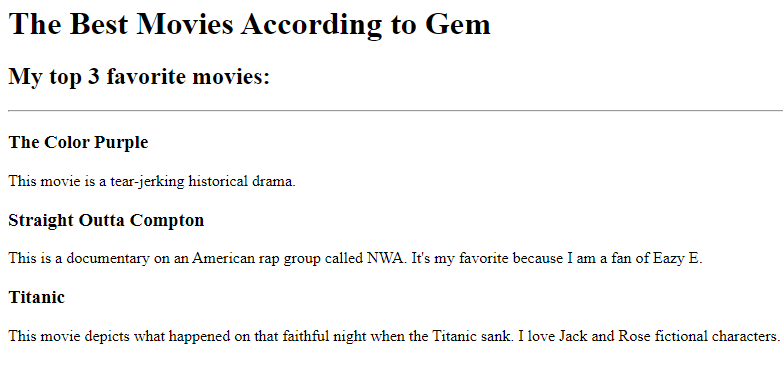 The Best Movies According to Gem
My top 3 favorite movies:
The Color Purple
This movie is a tear-jerking historical drama.
Straight Outta Compton
This is a documentary on an American rap group called NWA. It's my favorite because I am a fan of Eazy E.
Titanic
This movie depicts what happened on that faithful night when the Titanic sank. I love Jack and Rose fictional characters.